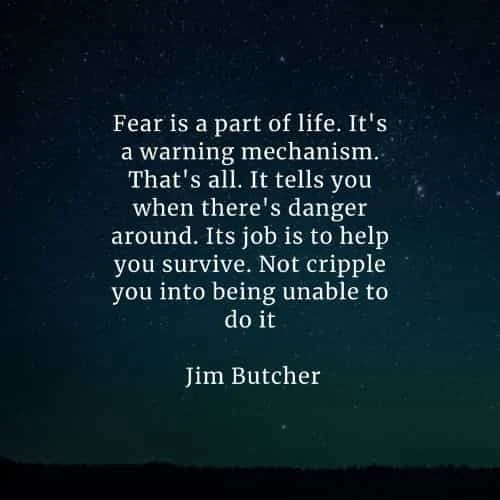 Fear is a part of life. It's
a warning mechanism.
That's all. It tells you
when there's danger
around. Its job is to help
you survive. Not cripple
you into being unable to
do it
Jim Butcher